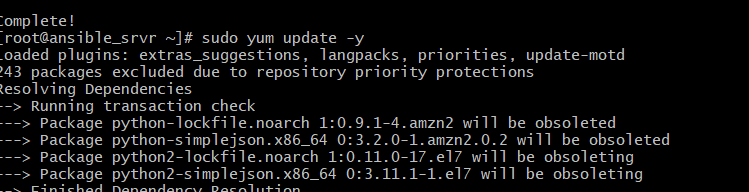 Complete!
[root@ansible_srvr ~]# sudo yum update -y
Loaded plugins: extras_suggestions, langpacks, priorities, update-motd
243 packages excluded due to repository priority protections
Resolving Dependencies
--> Running transaction check
---> Package python-lockfile.noarch 1:0.9.1-4.amzn2 will be obsoleted
---> Package python-simplejson.x86_64 0:3.2.0-1.amzn2.0.2 will be obsoleted
---> Package python2-lockfile.noarch 1:0.11.0-17.el7 will be obsoleting
---> Package python2-simplejson.x86_64 0:3.11.1-1.el7 will be obsoleting
--> Finished Dependency Resolution